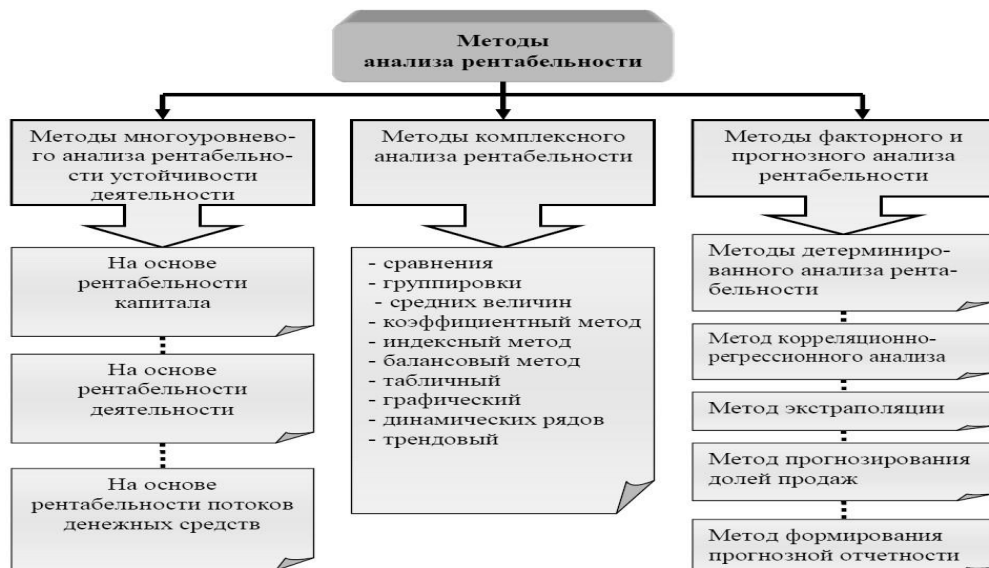 Методы
анализа рентабельности
Методы многоуровнево-
го анализа рентабельно-
сти устойчивости
деятельности
На основе
рентабельности
капитала
На основе
рентабельности
деятельности
На основе
рентабельности потоков
денежных средств
Методы комплексного
анализа рентабельности
- сравнения
- группировки
- средних величин
- коэффициентный метод
- индексный метод
- балансовый метод
- табличный
- графический
- динамических рядов
- трендовый
Методы факторного и
прогнозного анализа
рентабельности
Методы детерминиро-
ванного анализа рента-
бельности
Метод корреляционно-
регрессионного анализа
Метод экстраполяции
Метод прогнозирования
долей продаж
Метод формирования
прогнозной отчетности